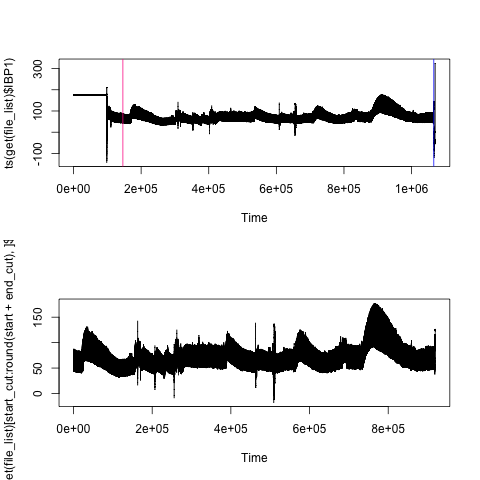 ts(get(file_list)$IBP1)
300
100
-100
0e+00 2e+05 4e+05 6e+05 8e+05 1e+06
Time
et(file_list)[start_cut:round(start + end_cut), ]$
150
50
0
0e+00 2e+05 4e+05 6e+05 8e+05
Time